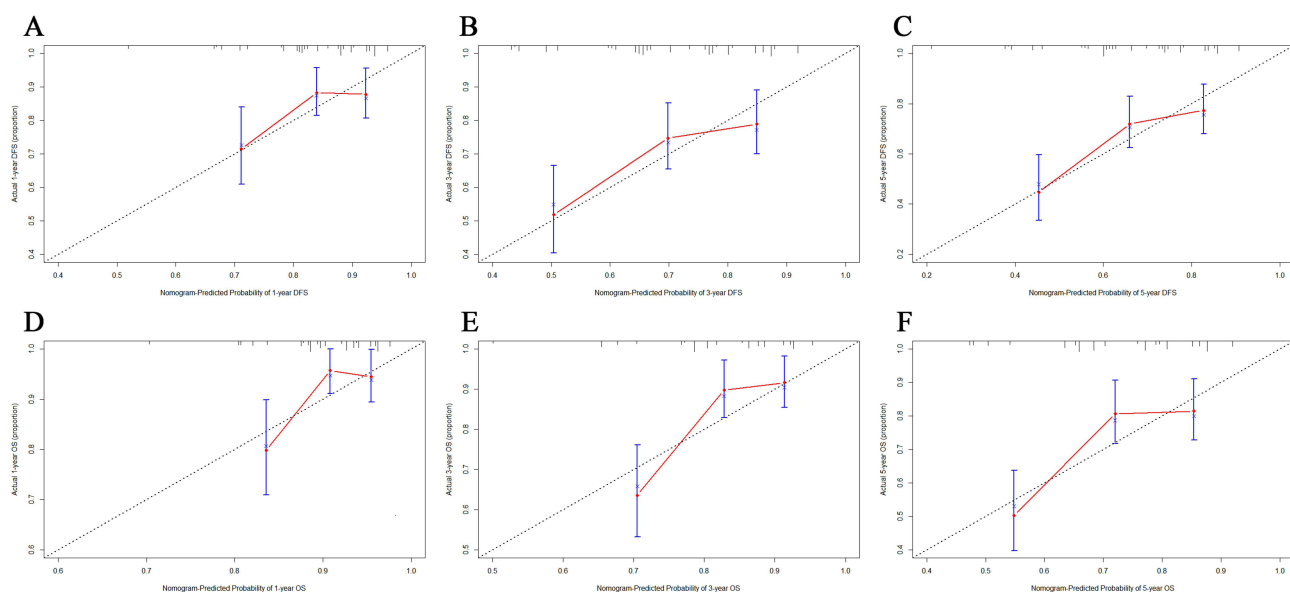 A
Actual 1-year DFS (proportion)
1.0
0.9
0.8
0.7
0.6
0.5
0.4
0.4 0.5 0.6 0.7 0.8 0.9 1.0
Nomogram-Predicted Probability of 1-year DFS
B
Actual 3-year DFS (proportion)
1.0
0.9
0.8
0.7
0.6
0.5
0.4
0.4 0.5 0.6 0.7 0.8 0.9 1.0
Nomogram-Predicted Probability of 3-year DFS
C
Actual 5-year DFS (proportion)
1.0
0.8
0.6
0.4
0.2
0.2 0.4 0.6 0.8 1.0
Nomogram-Predicted Probability of 5-year DFS
D
Actual 1-year OS (proportion)
1.0
0.9
0.8
0.7
0.6
0.6 0.7 0.8 0.9 1.0
Nomogram-Predicted Probability of 1-year OS
E
Actual 3-year OS (proportion)
1.0
0.9
0.8
0.7
0.6
0.5
0.5 0.6 0.7 0.8 0.9 1.0
Nomogram-Predicted Probability of 3-year OS
F
Actual 5-year OS (proportion)
1.0
0.9
0.8
0.7
0.6
0.5
0.4
0.4 0.5 0.6 0.7 0.8 0.9 1.0
Nomogram-Predicted Probability of 5-year OS